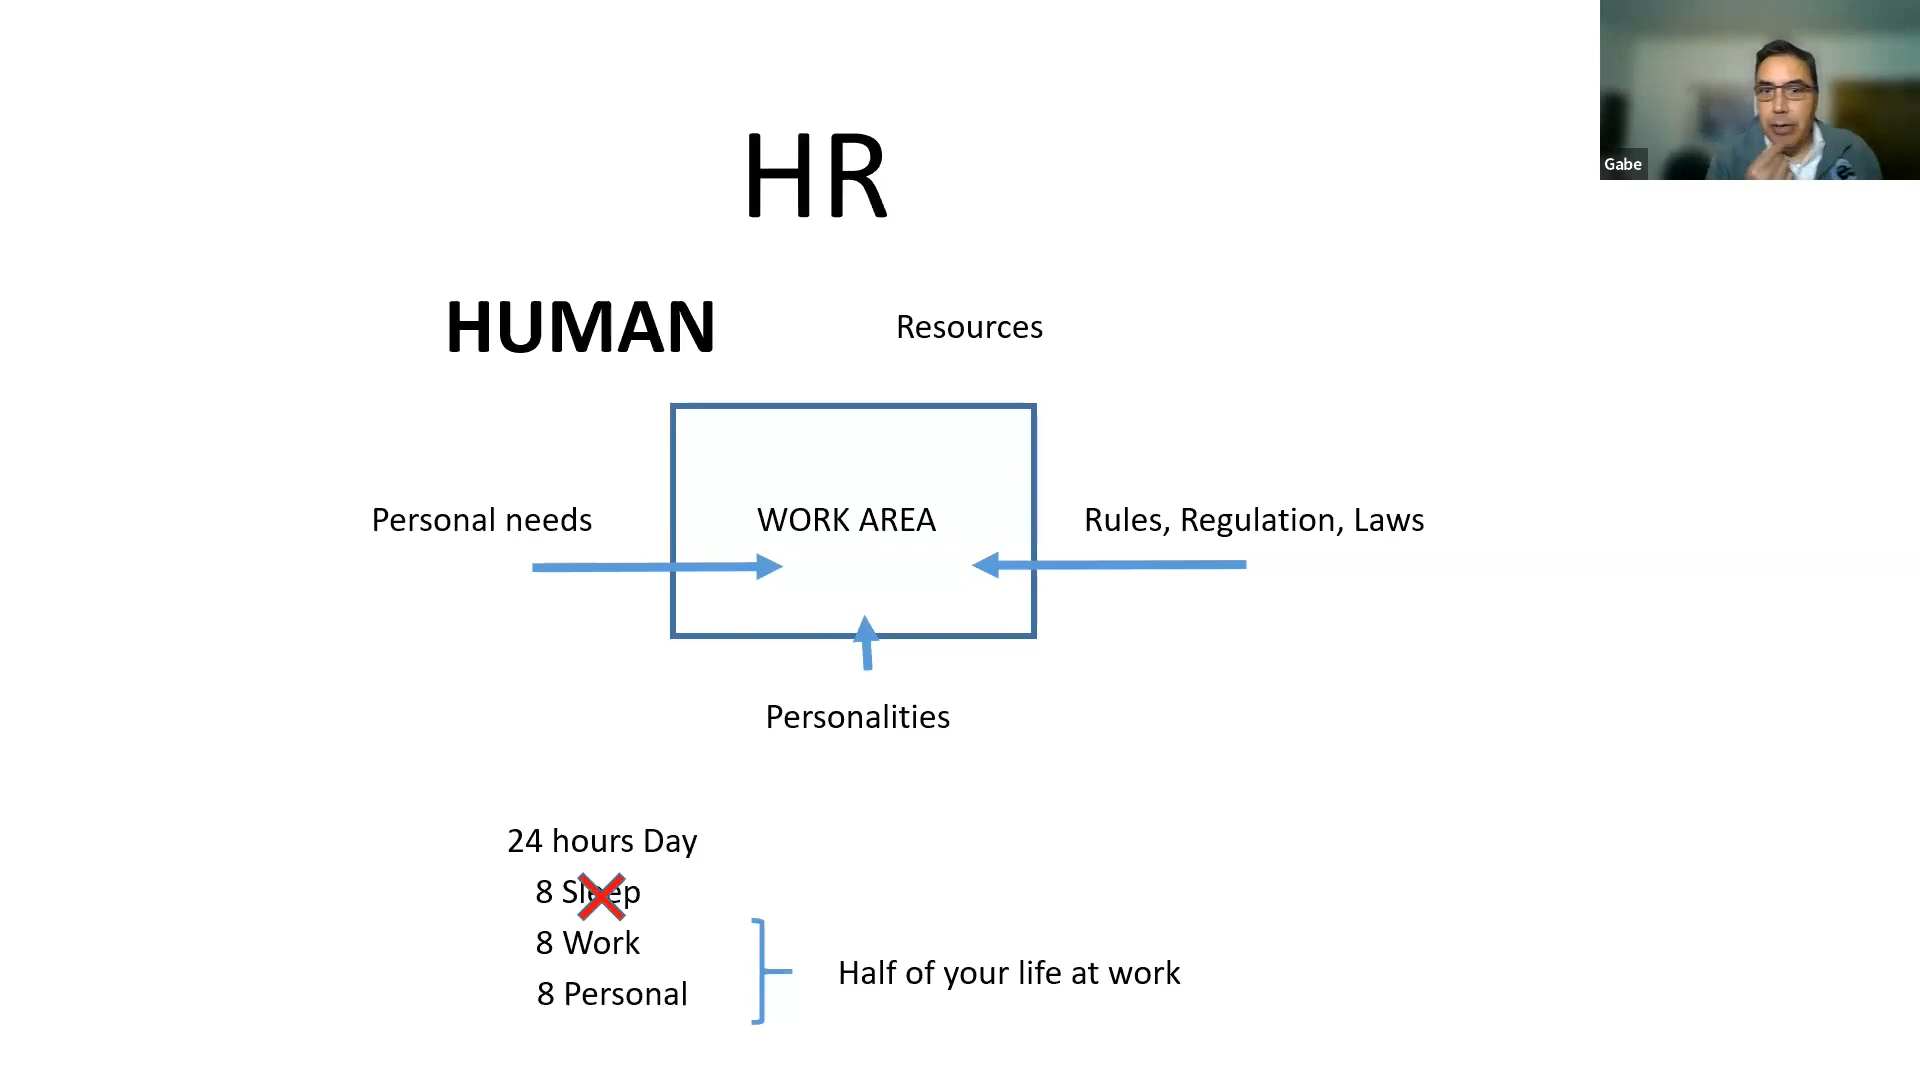 HR
Gabe
HUMAN Resources
Personal needs
WORK AREA
Rules, Regulation, Laws
Personalities
24 hours Day
8 Sleep
8 Work
8 Personal
Half of your life at work